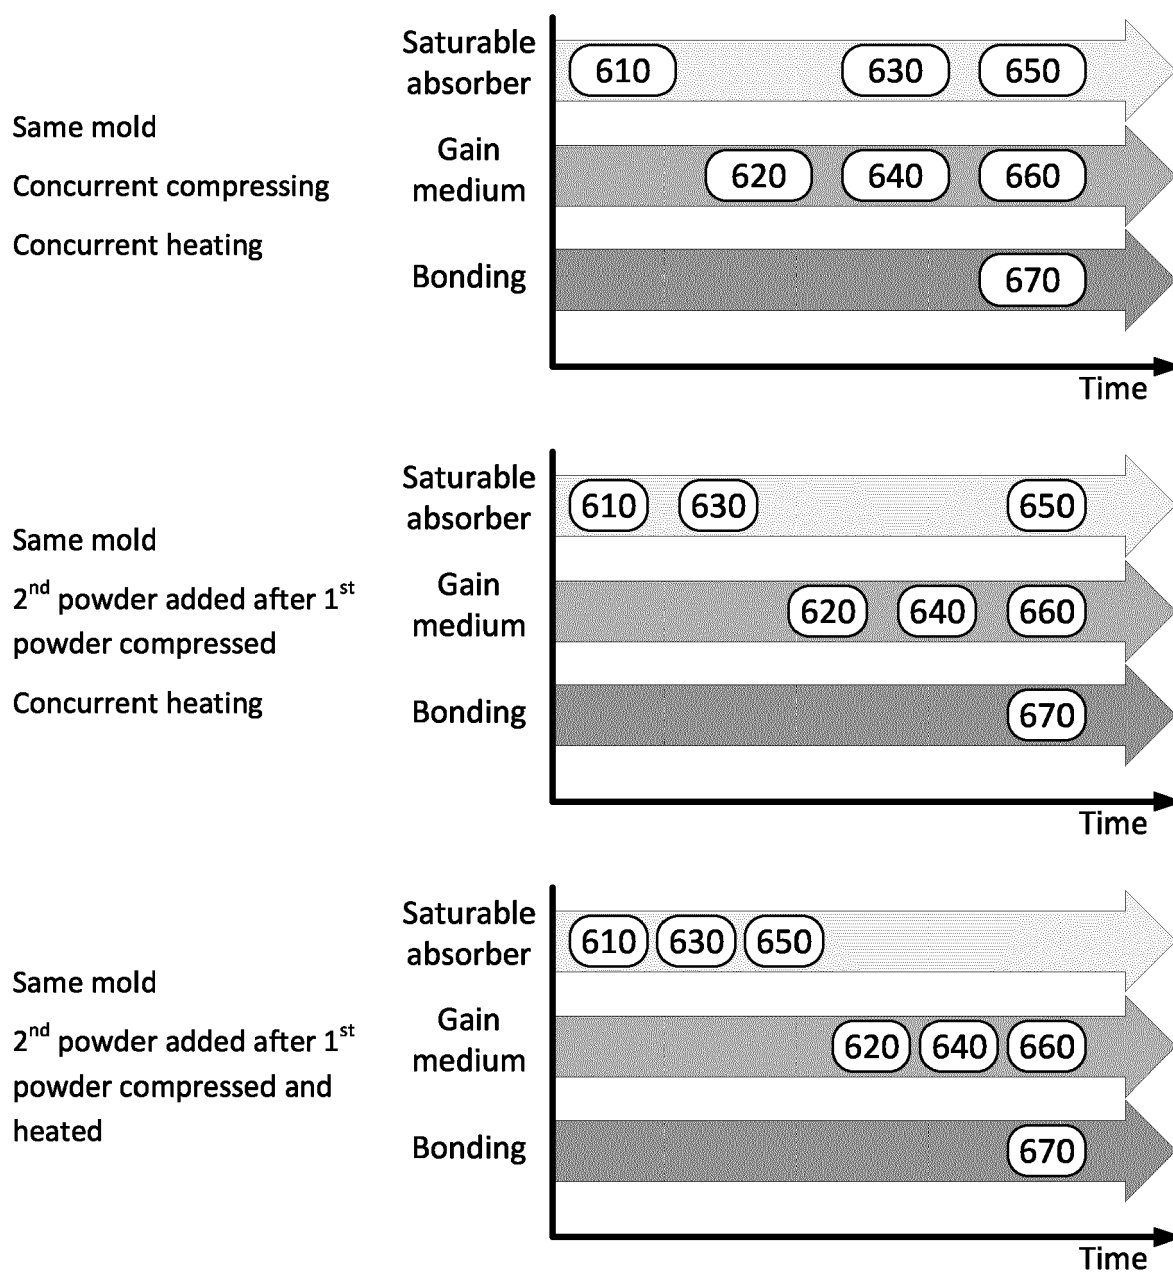 Saturable
absorber
610 630 650
Same mold
Concurrent compressing
Concurrent heating
Gain
medium
620 640 660
Bonding
670
Time
Saturable
absorber
610 630 650
Same mold
2nd powder added after 1st
powder compressed
Concurrent heating
Gain
medium
620 640 660
Bonding
670
Time
Saturable
absorber
610 630 650
Same mold
2nd powder added after 1st
powder compressed and
heated
Gain
medium
620 640 660
Bonding
670
Time